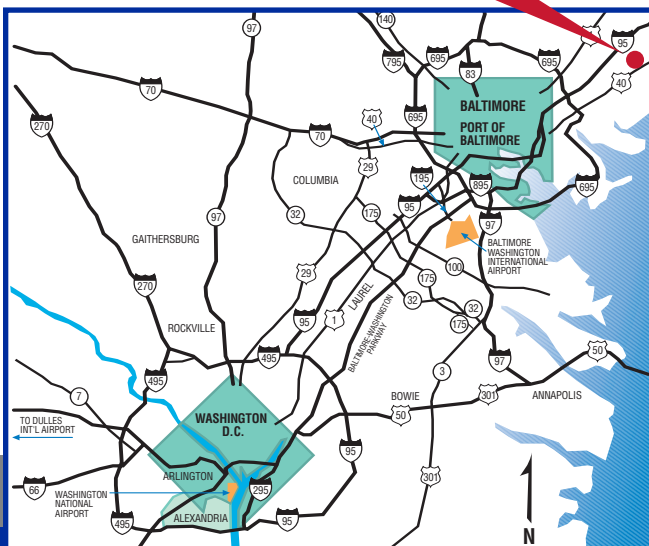 140
97
695
95
795
83
695
70
40
BALTIMORE
270
695
PORT OF
BALTIMORE
40
70
29
COLUMBIA
195
895
695
32
175
95
97
97
GAITHERSBURG
BALTIMORE
WASHINGTON
INTERNATIONAL
AIRPORT
29
175
100
270
LAUREL
32
32
ROCKVILLE
95
1
175
BALTIMORE-WASHINGTON
PARKWAY
495
97
50
495
3
7
BOWIE
301
ANNAPOLIS
TO DULLES
INT'L AIRPORT
WASHINGTON
D.C.
50
95
ARLINGTON
66
WASHINGTON
NATIONAL
AIRPORT
295
301
495
ALEXANDRIA
95
N